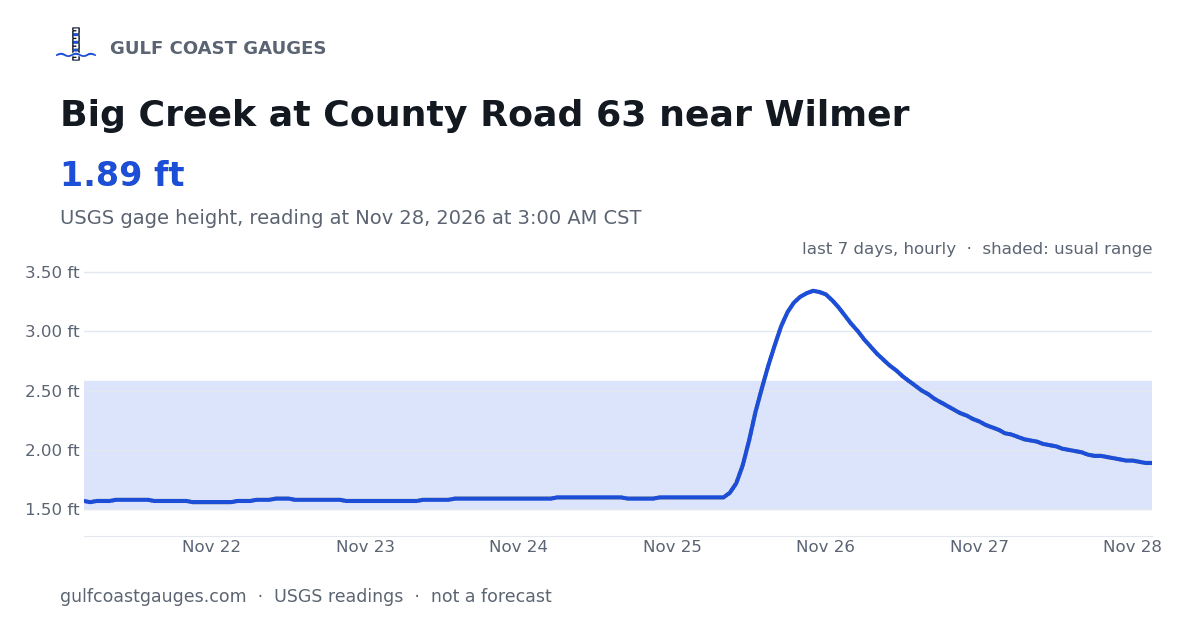 GULF COAST GAUGES
Big Creek at County Road 63 near Wilmer
1.89 ft
USGS gage height, reading at Nov 28, 2026 at 3:00 AM CST
last 7 days, hourly · shaded: usual range
3.50 ft
3.00 ft
2.50 ft
2.00 ft
1.50 ft
Nov 22 Nov 23 Nov 24 Nov 25 Nov 26 Nov 27 Nov 28
gulfcoastgauges.com · USGS readings · not a forecast